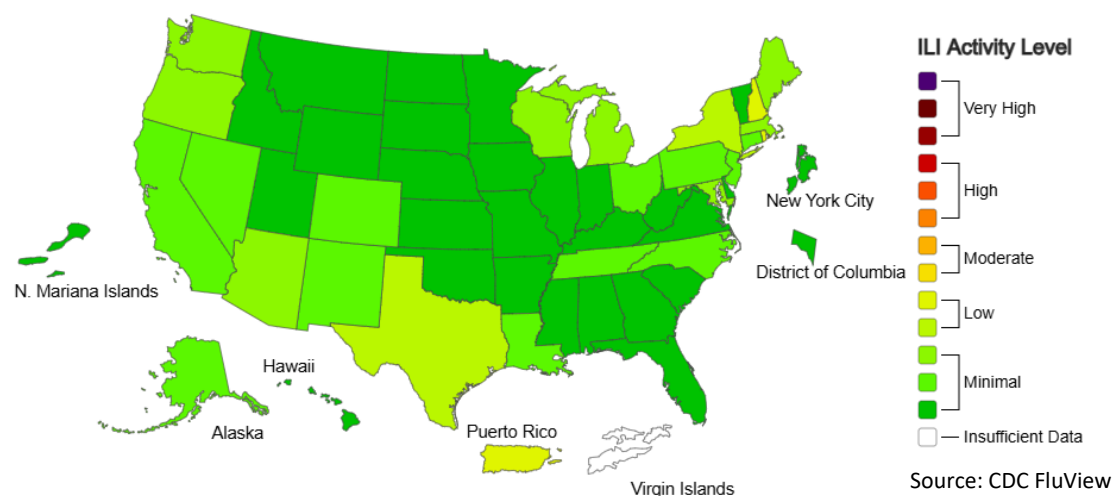 ILI Activity Level
Very High
High
Moderate
Low
Minimal
Insufficient Data
New York City
District of Columbia
N. Mariana Islands
Hawaii
Alaska
Puerto Rico
Virgin Islands
Source: CDC FluView